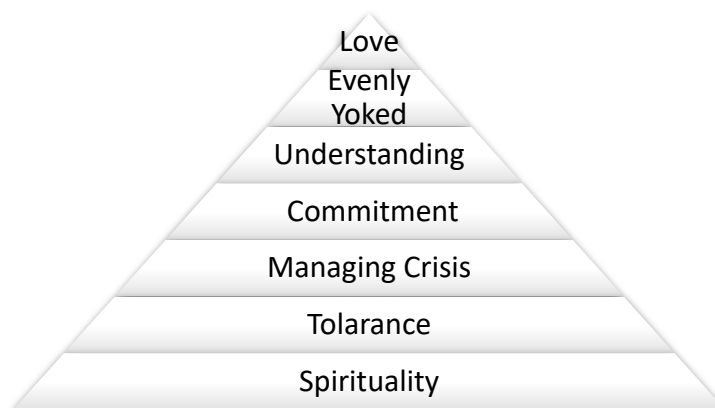 Love
Evenly
Yoked
Understanding
Commitment
Managing Crisis
Tolarance
Spirituality